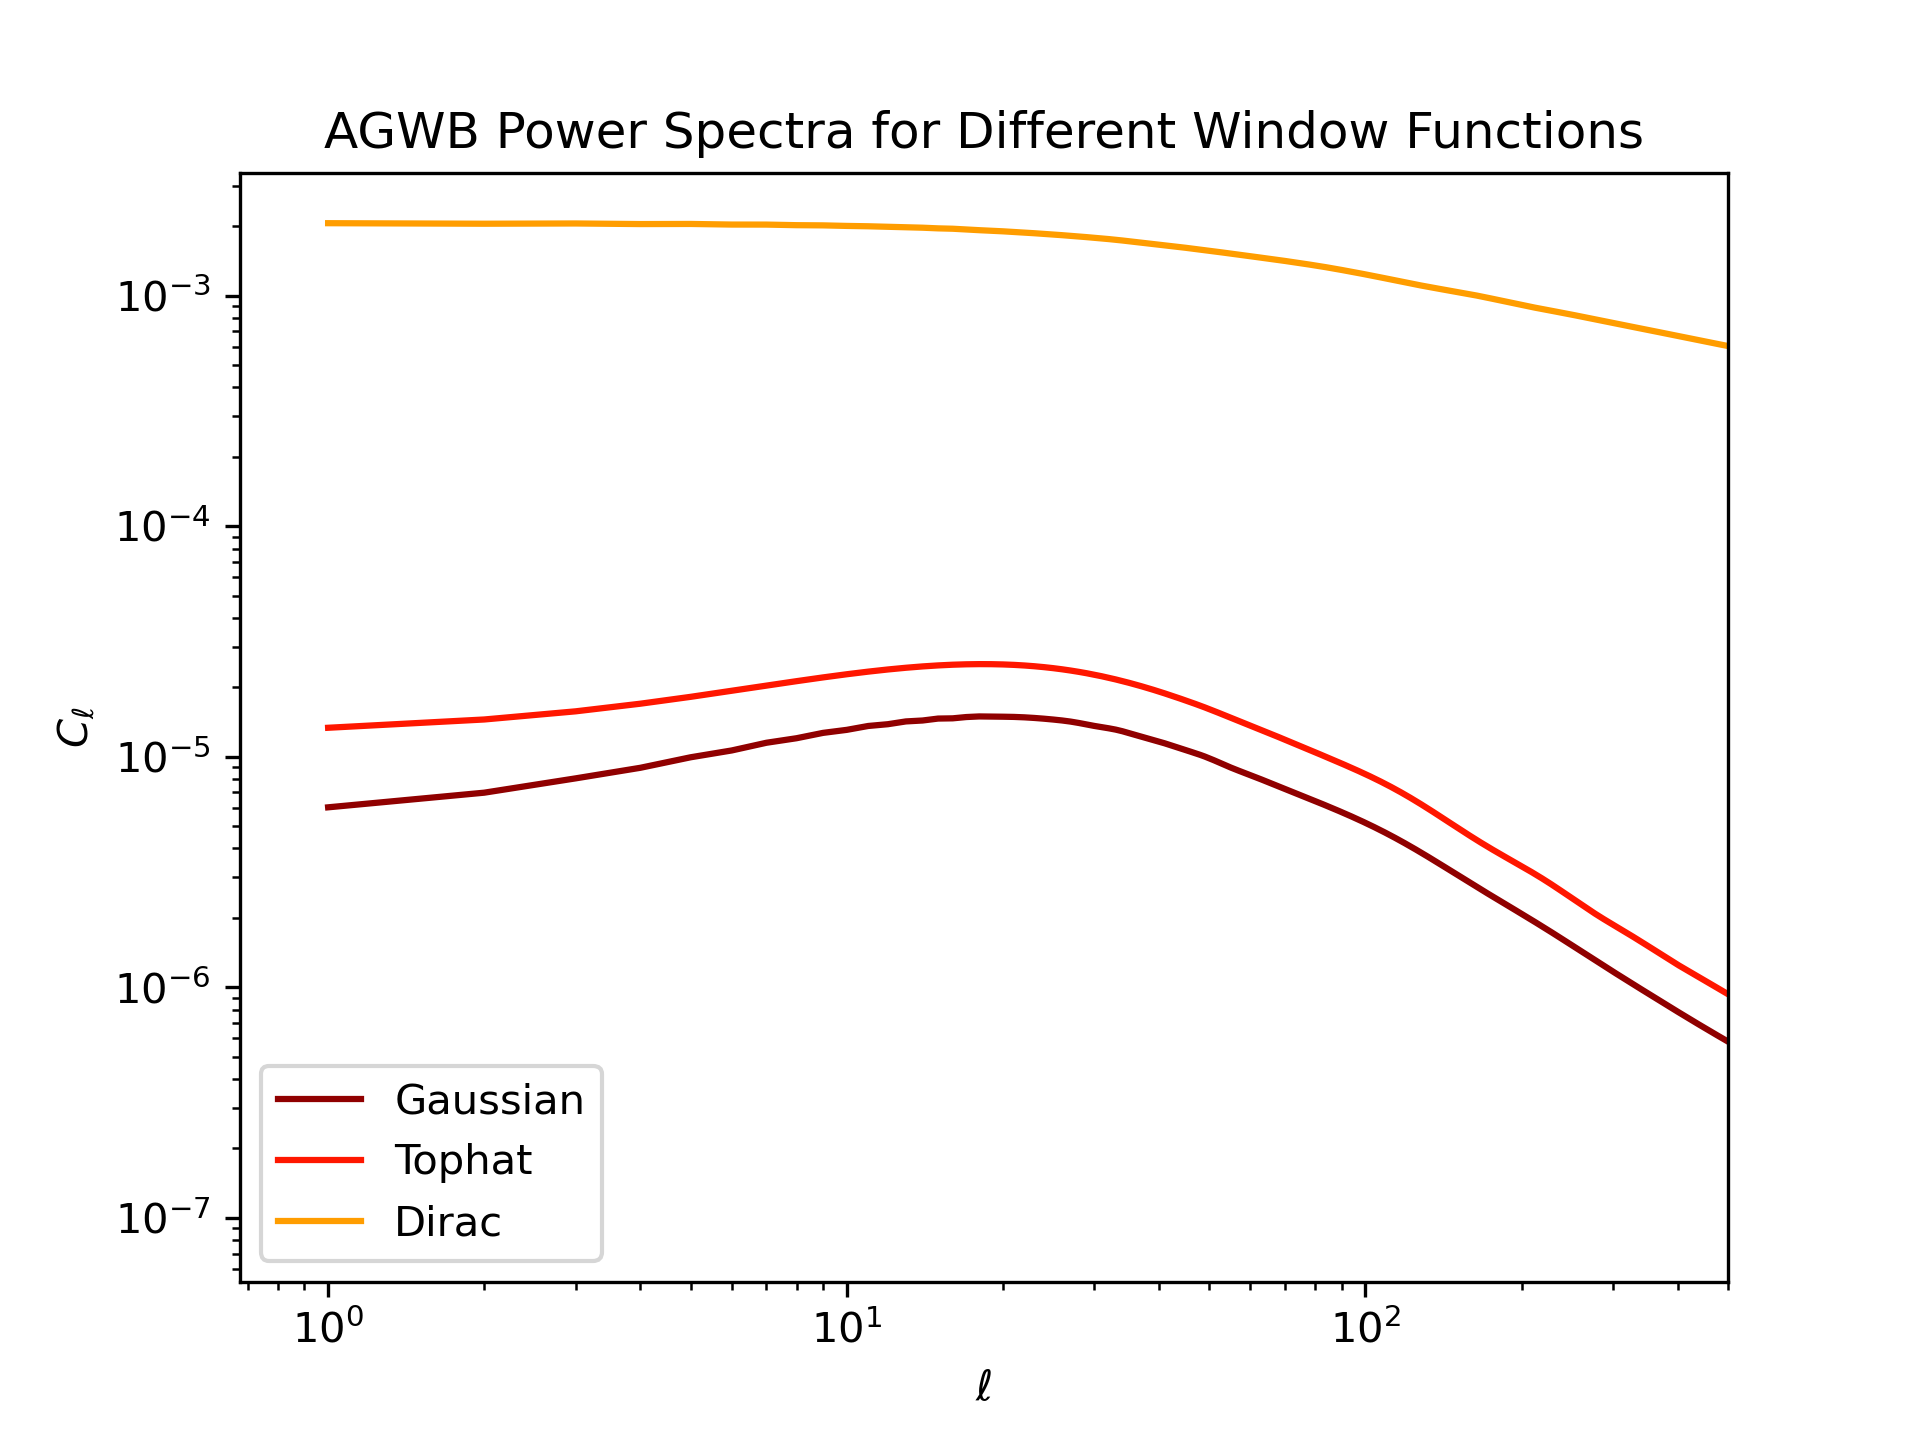 AGWB Power Spectra for Different Window Functions
10⁻³
10⁻⁴
10⁻⁵
10⁻⁶
10⁻⁷
C_ℓ
Gaussian
Tophat
Dirac
10⁰ 10¹ 10²
ℓ